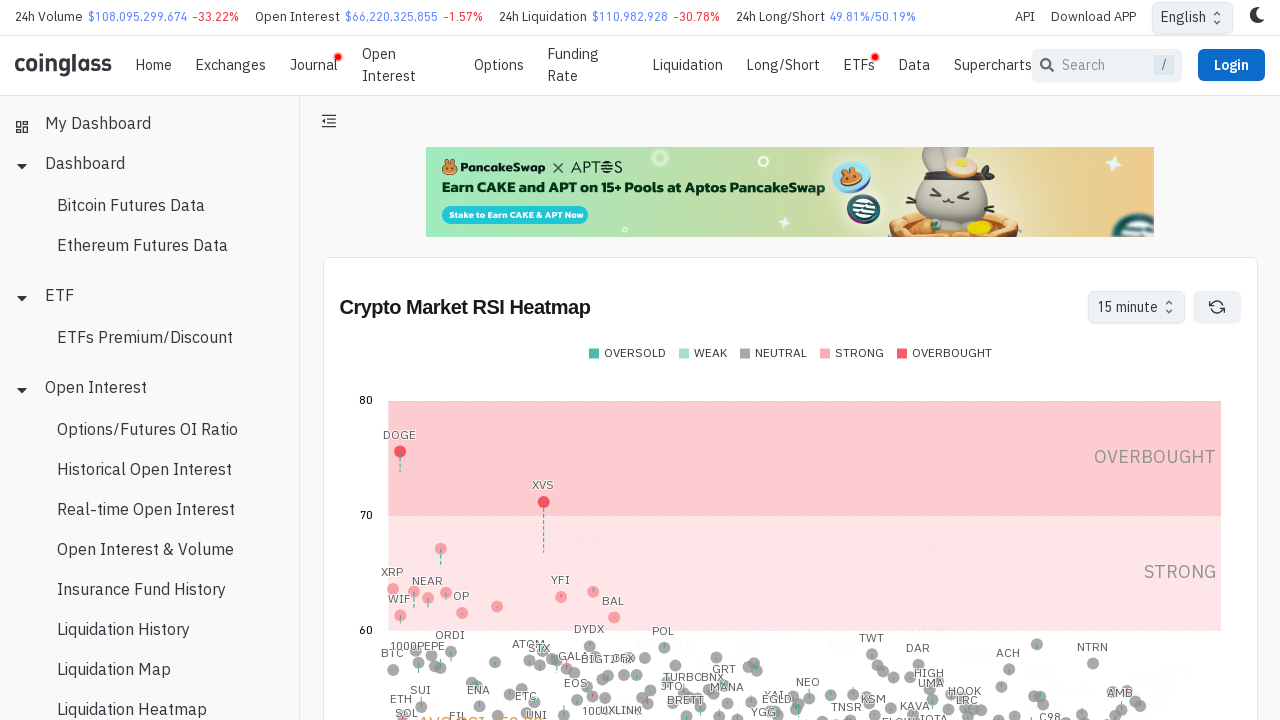 24h Volume $108,095,299,674 -33.22% Open Interest $66,220,325,855 -1.57% 24h Liquidation $110,982,928 -30.78% 24h Long/Short 49.81%/50.19% API Download APP English
coinglass Home Exchanges Journal Open Interest Options Funding Rate Liquidation Long/Short ETFs Data Supercharts Search / Login
My Dashboard
Dashboard
Bitcoin Futures Data
Ethereum Futures Data
ETF
ETFs Premium/Discount
Open Interest
Options/Futures OI Ratio
Historical Open Interest
Real-time Open Interest
Open Interest & Volume
Insurance Fund History
Liquidation History
Liquidation Map
Liquidation Heatmap
PancakeSwap X APTOS
Earn CAKE and APT on 15+ Pools at Aptos PancakeSwap
Stake to Earn CAKE & APT Now
Crypto Market RSI Heatmap
15 minute
OVERSOLD WEAK NEUTRAL STRONG OVERBOUGHT
80
DOGE
OVERBOUGHT
XVS
70
XRP NEAR YFI STRONG
WIF OP BAL
60 ORDI DYDX POL
1000PEPE ATOM TWT
BTC STX GALA DAR ACH NTRN
GRT HIGH
SUI ENA EOS TURBO BNX NEO UMA
ETH ETC JTO MANA HOOK AMB
SOL FIL UNI UXLINK BRETT YGG EGLD KSM TNSR KAVA LRC IOTA C98